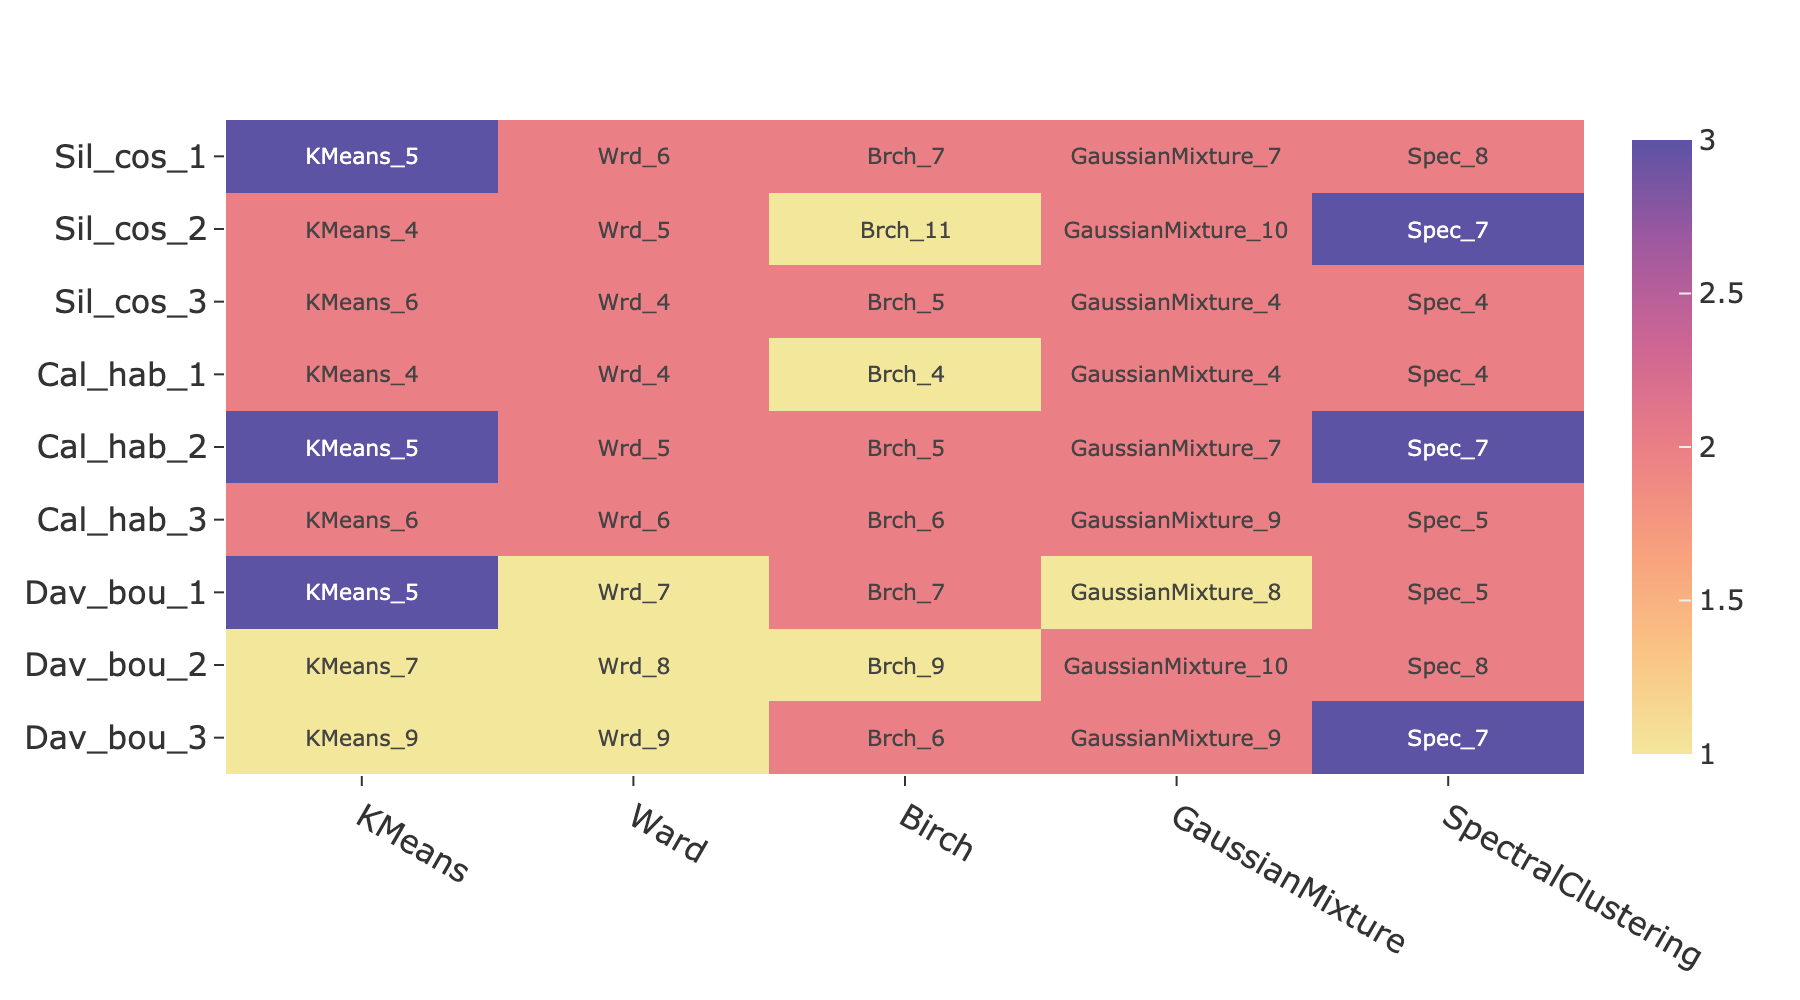 Sil_cos_1 KMeans_5 Wrd_6 Brch_7 GaussianMixture_7 Spec_8
Sil_cos_2 KMeans_4 Wrd_5 Brch_11 GaussianMixture_10 Spec_7
Sil_cos_3 KMeans_6 Wrd_4 Brch_5 GaussianMixture_4 Spec_4
Cal_hab_1 KMeans_4 Wrd_4 Brch_4 GaussianMixture_4 Spec_4
Cal_hab_2 KMeans_5 Wrd_5 Brch_5 GaussianMixture_7 Spec_7
Cal_hab_3 KMeans_6 Wrd_6 Brch_6 GaussianMixture_9 Spec_5
Dav_bou_1 KMeans_5 Wrd_7 Brch_7 GaussianMixture_8 Spec_5
Dav_bou_2 KMeans_7 Wrd_8 Brch_9 GaussianMixture_10 Spec_8
Dav_bou_3 KMeans_9 Wrd_9 Brch_6 GaussianMixture_9 Spec_7
KMeans Ward Birch GaussianMixture SpectralClustering
3
2.5
2
1.5
1